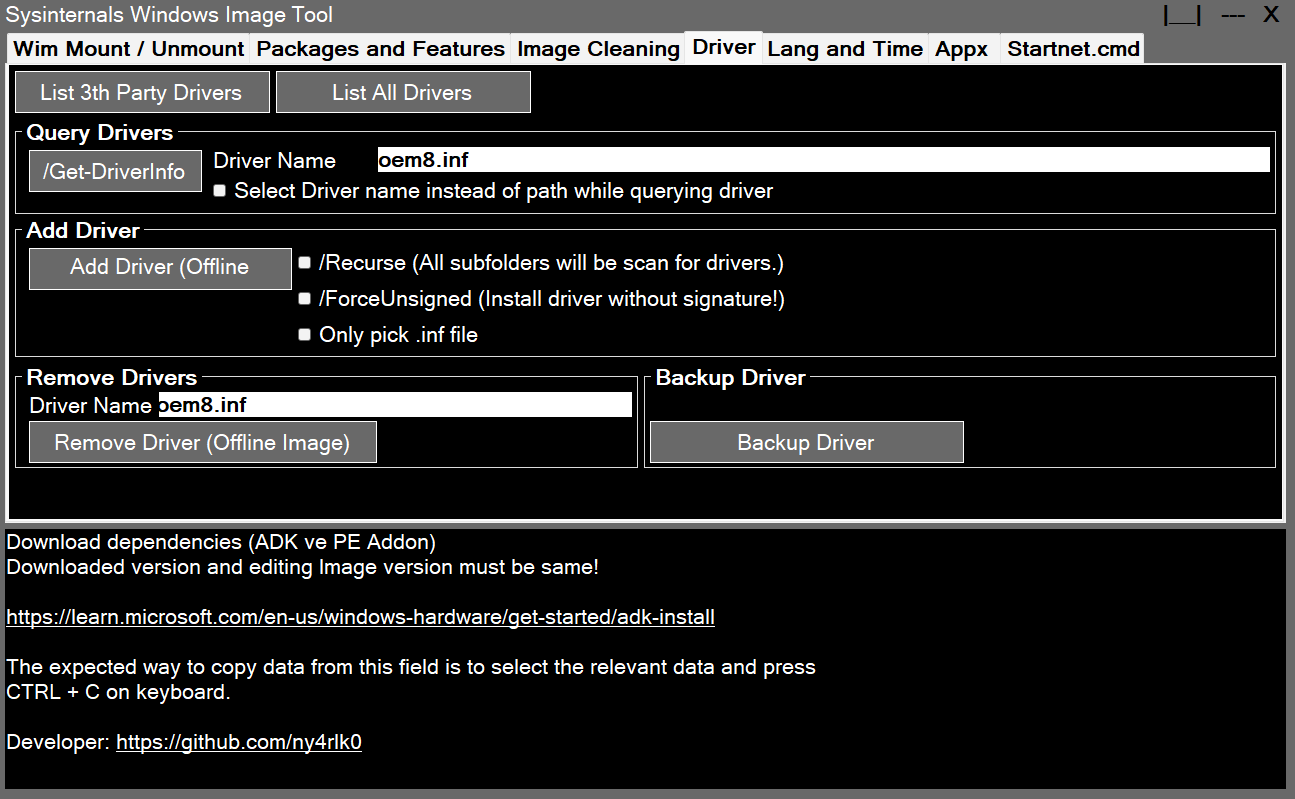 Sysinternals Windows Image Tool |__| --- X
Wim Mount / Unmount Packages and Features Image Cleaning Driver Lang and Time Appx Startnet.cmd
List 3th Party Drivers List All Drivers
Query Drivers
/Get-DriverInfo Driver Name oem8.inf
Select Driver name instead of path while querying driver
Add Driver
Add Driver (Offline /Recurse (All subfolders will be scan for drivers.)
/ForceUnsigned (Install driver without signature!)
Only pick .inf file
Remove Drivers Backup Driver
Driver Name oem8.inf
Remove Driver (Offline Image) Backup Driver
Download dependencies (ADK ve PE Addon)
Downloaded version and editing Image version must be same!
https://learn.microsoft.com/en-us/windows-hardware/get-started/adk-install
The expected way to copy data from this field is to select the relevant data and press
CTRL + C on keyboard.
Developer: https://github.com/ny4rlk0